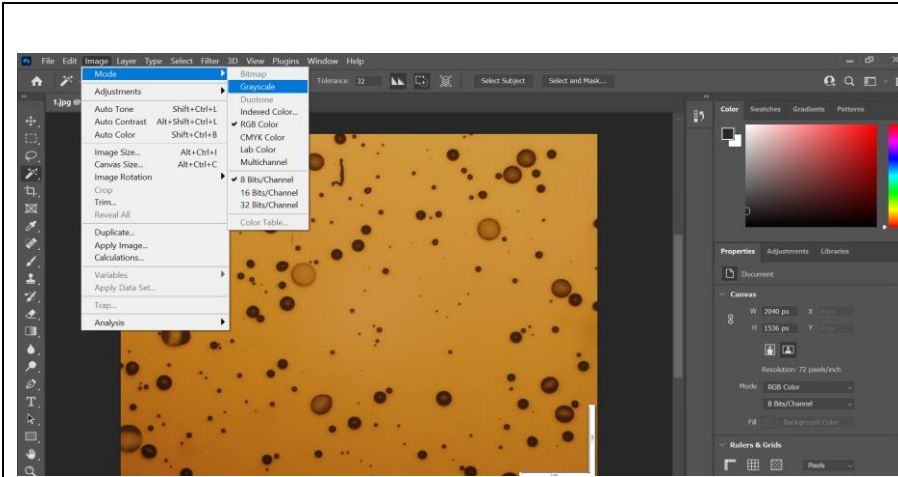 Ps File Edit Image Layer Type Select Filter 3D View Plugins Window Help
Tolerance: 32 Select Subject Select and Mask...
1.jpg @
Mode
Adjustments
Auto Tone Shift+Ctrl+L
Auto Contrast Alt+Shift+Ctrl+L
Auto Color Shift+Ctrl+B
Image Size... Alt+Ctrl+I
Canvas Size... Alt+Ctrl+C
Image Rotation
Crop
Trim...
Reveal All
Duplicate...
Apply Image...
Calculations...
Variables
Apply Data Set...
Trap...
Analysis
Bitmap
Grayscale
Duotone
Indexed Color...
RGB Color
CMYK Color
Lab Color
Multichannel
8 Bits/Channel
16 Bits/Channel
32 Bits/Channel
Color Table...
Color Swatches Gradients Patterns
Properties Adjustments Libraries
Document
Canvas
W 2040 px X
H 1536 px Y
Resolution: 72 pixels/inch
Mode RGB Color
8 Bits/Channel
Fill Background Color
Rulers & Grids
Pixels